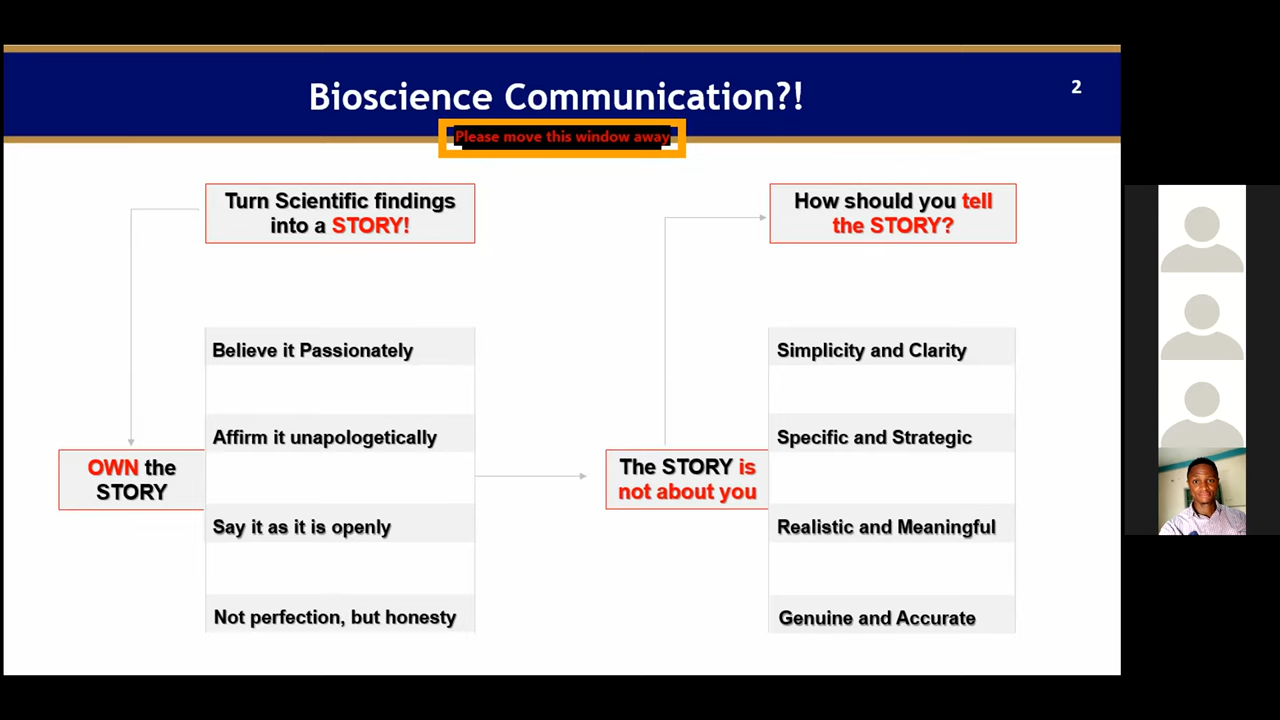 Bioscience Communication?!
2
Please move this window away
Turn Scientific findings
into a STORY!
How should you tell
the STORY?
Believe it Passionately
Affirm it unapologetically
Say it as it is openly
Not perfection, but honesty
OWN the
STORY
The STORY is
not about you
Simplicity and Clarity
Specific and Strategic
Realistic and Meaningful
Genuine and Accurate